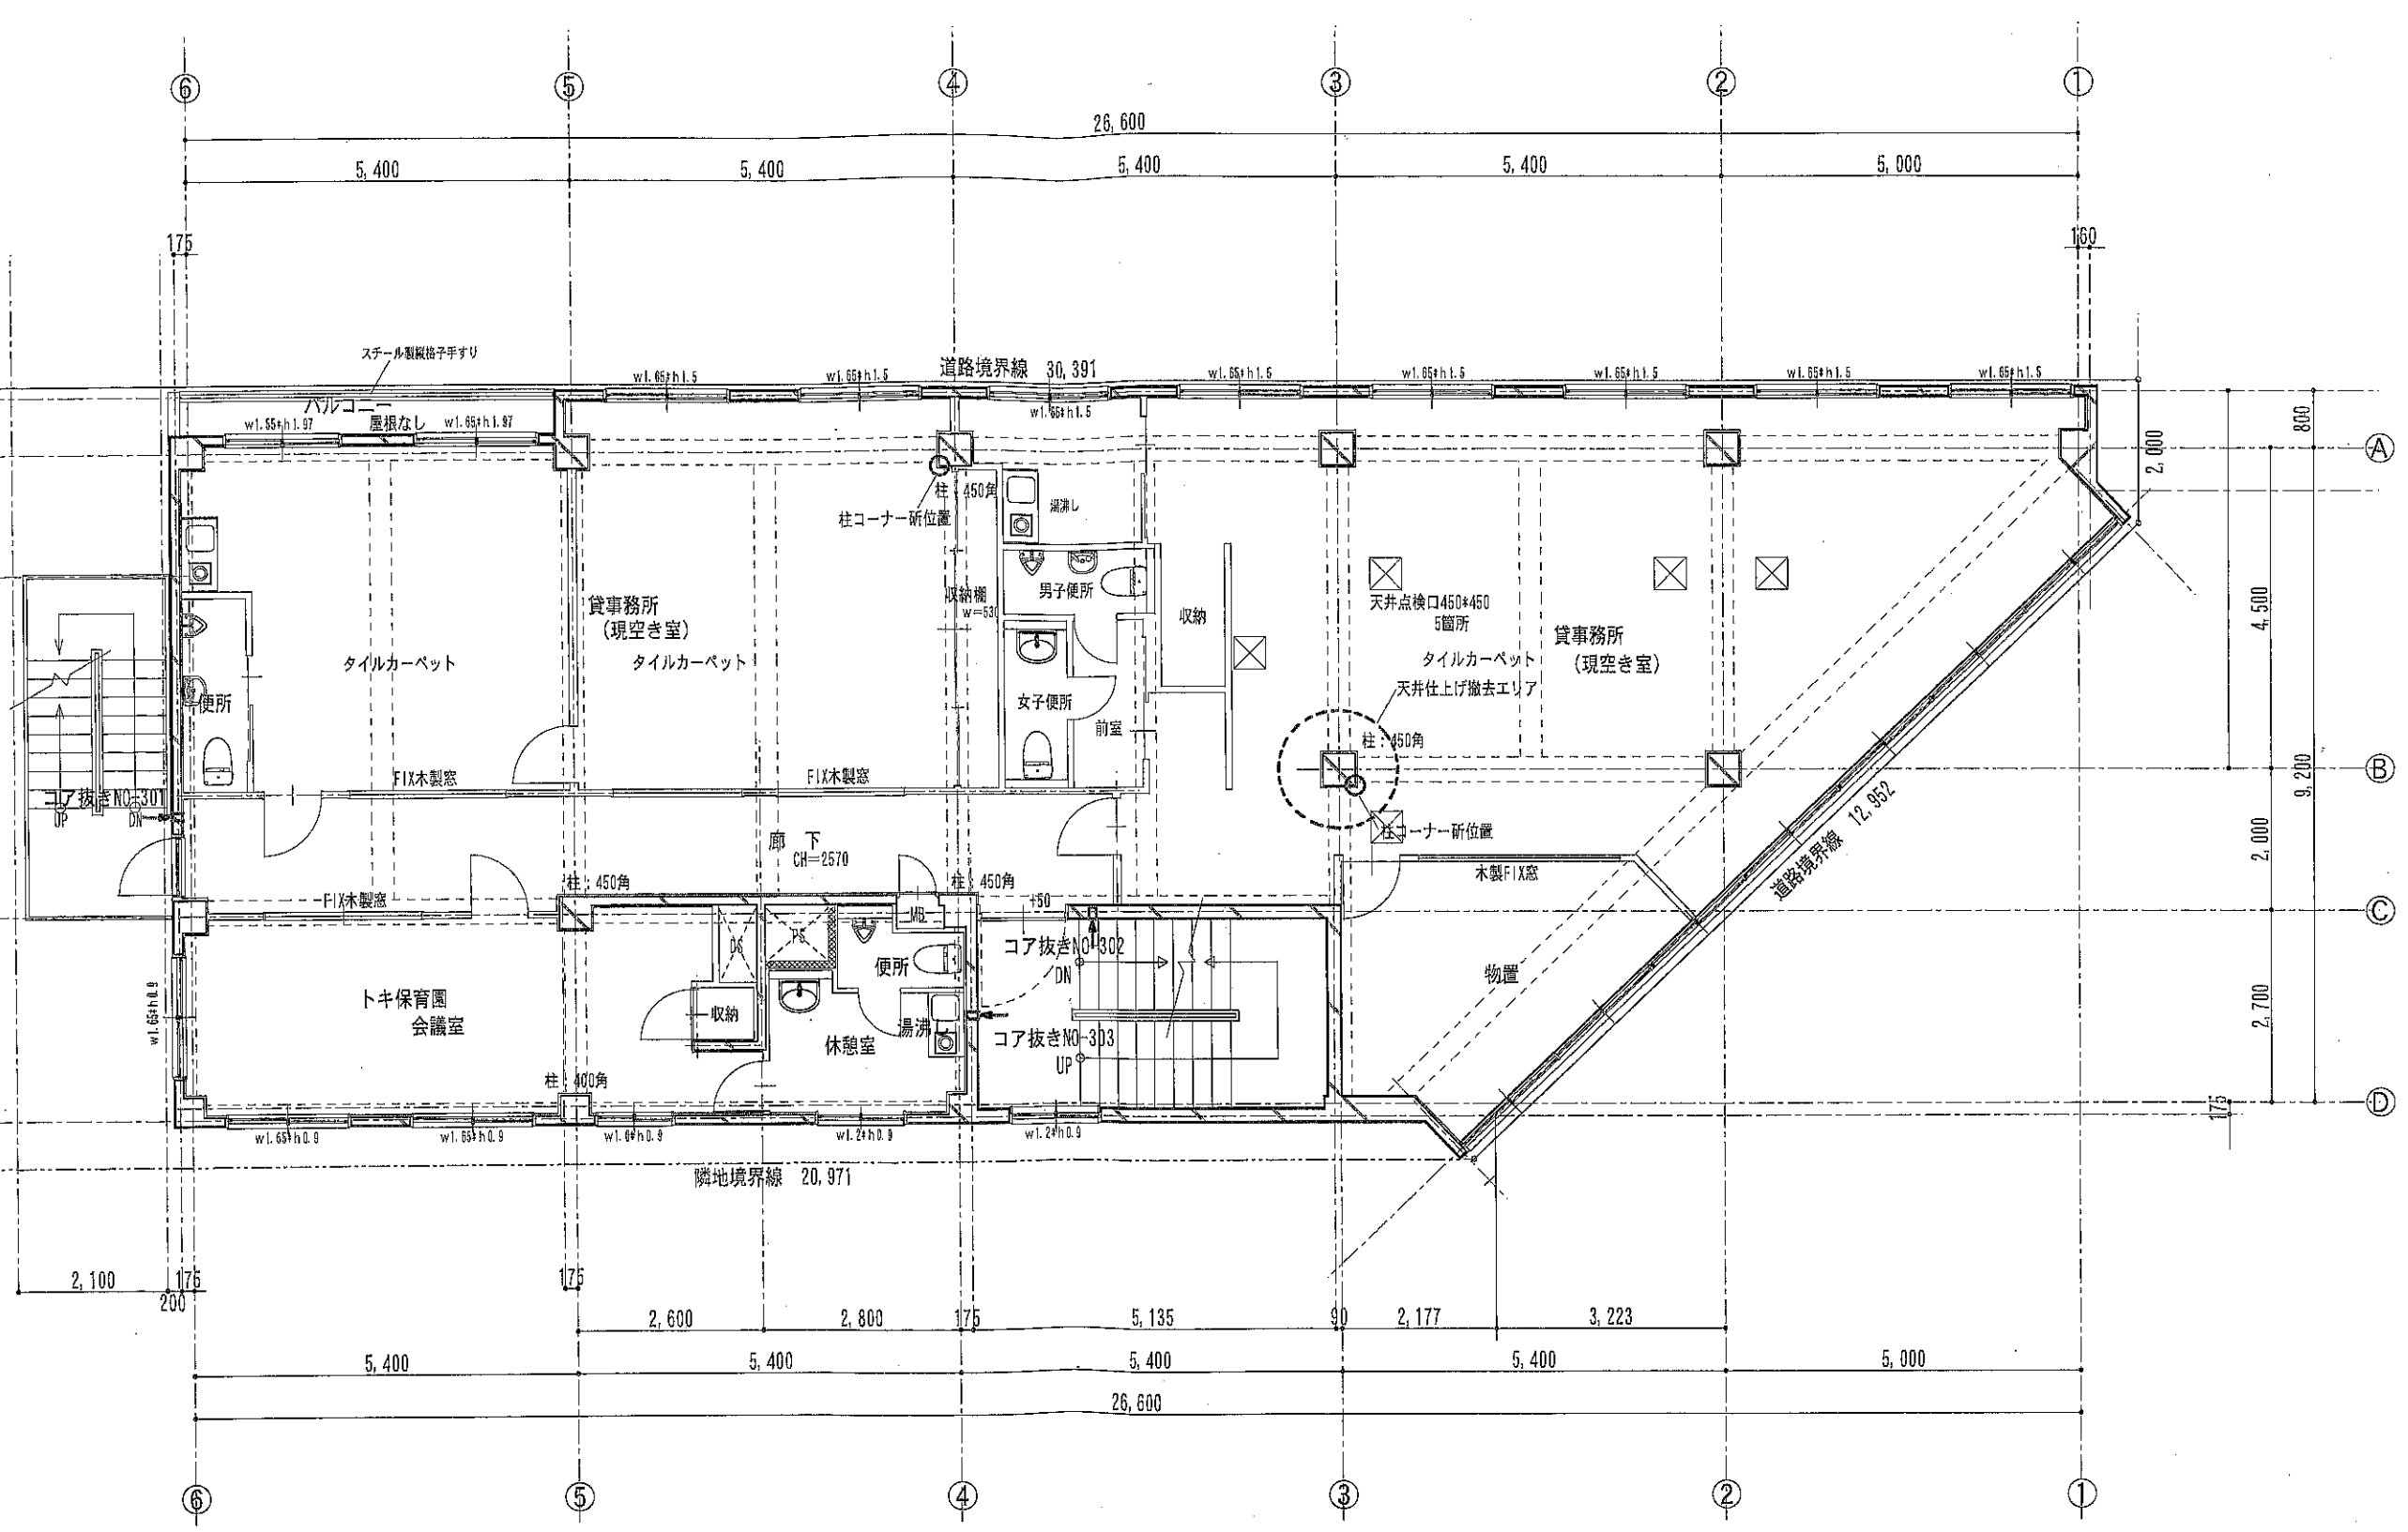 ⑥ ⑤ ④ ③ ② ①
26,600
5,400 5,400 5,400 5,400 5,000
175
160
スチール製縦格子手すり
道路境界線 30,391
w1.65*h1.5 w1.65*h1.5 w1.65*h1.5 w1.65*h1.5 w1.65*h1.5 w1.65*h1.5 w1.65*h1.5
バルコニー
屋根なし
w1.65*h1.97
w1.65*h1.5
800
Ⓐ
2,000
柱 450角
柱コーナー斫位置
湯沸し
男子便所
収納棚
w=530
収納
天井点検口450*450
5箇所
4,500
貸事務所
(現空き室)
タイルカーペット
タイルカーペット
貸事務所
(現空き室)
タイルカーペット
天井仕上げ撤去エリア
便所
女子便所
前室
柱:450角
FIX木製窓
FIX木製窓
Ⓑ
9,200
コア抜きNO-301
UP
DN
道路境界線 12,952
柱コーナー斫位置
廊 下
CH=2570
2,000
木製FIX窓
柱:450角
柱 450角
FIX木製窓
+50
MB
Ⓒ
DS
PS
コア抜きNO-302
DN
便所
物置
トキ保育園
会議室
収納
湯沸
休憩室
コア抜きNO-303
UP
w1.65*h0.9
2,700
柱 400角
Ⓓ
175
w1.65*h0.9 w1.65*h0.9 w1.2*h0.9 w1.2*h0.9
隣地境界線 20,971
2,100
175
200
175
2,600 2,800 175 5,135 90 2,177 3,223
5,400 5,400 5,400 5,400 5,000
26,600
⑥ ⑤ ④ ③ ② ①